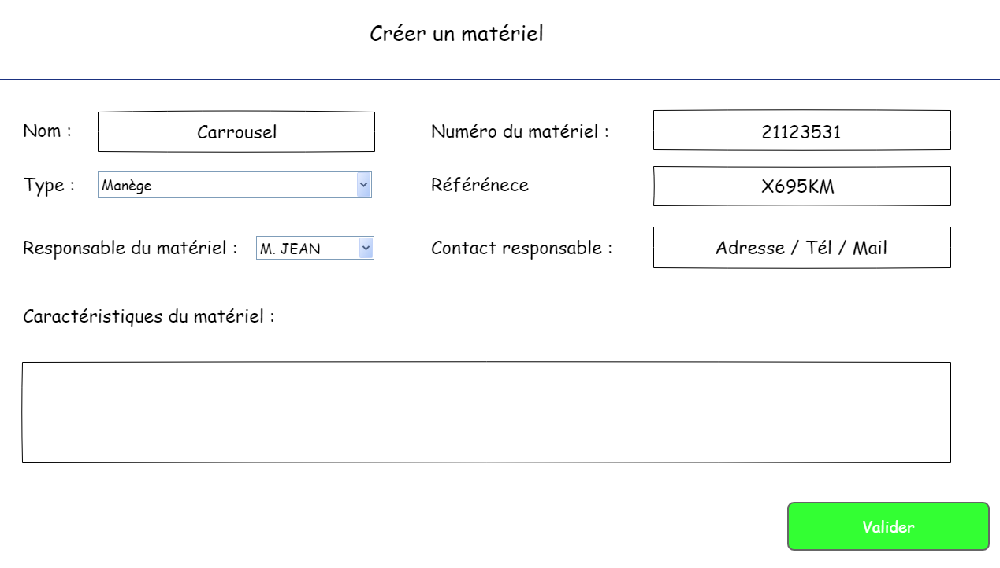 Créer un matériel
Nom : Carrousel Numéro du matériel : 21123531
Type : Manège Référénece X695KM
Responsable du matériel : M. JEAN Contact responsable : Adresse / Tél / Mail
Caractéristiques du matériel :
Valider